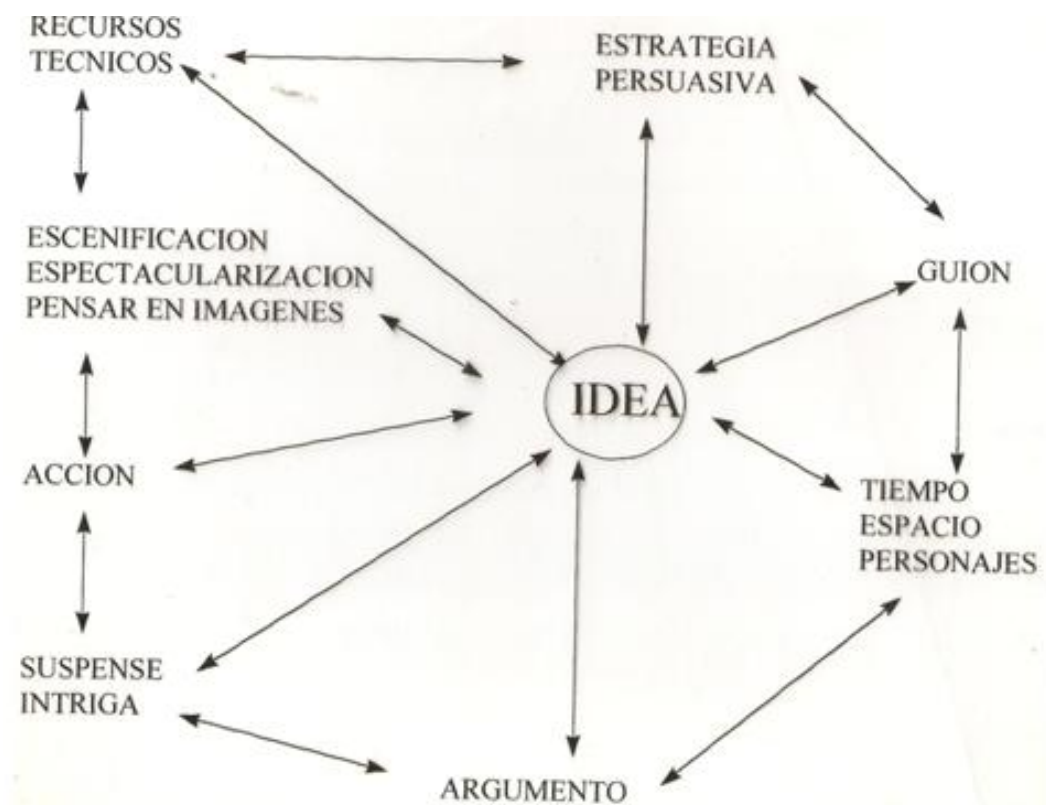 RECURSOS
TECNICOS
ESTRATEGIA
PERSUASIVA
ESCENIFICACION
ESPECTACULARIZACION
PENSAR EN IMAGENES
GUION
IDEA
ACCION
TIEMPO
ESPACIO
PERSONAJES
SUSPENSE
INTRIGA
ARGUMENTO